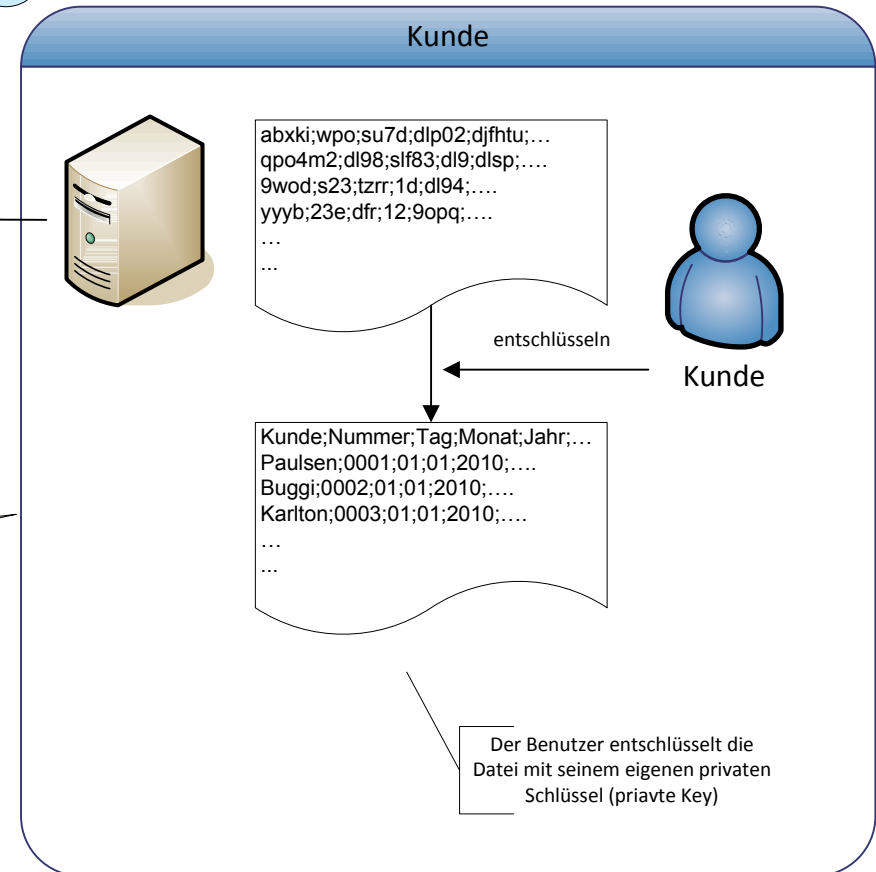 Kunde
abxki;wpo;su7d;dlp02;djfhtu;…
qpo4m2;dl98;slf83;dl9;dlsp;….
9wod;s23;tzrr;1d;dl94;….
yyyb;23e;dfr;12;9opq;….
…
...
entschlüsseln
Kunde
Kunde;Nummer;Tag;Monat;Jahr;…
Paulsen;0001;01;01;2010;….
Buggi;0002;01;01;2010;….
Karlton;0003;01;01;2010;….
…
...
Der Benutzer entschlüsselt die
Datei mit seinem eigenen privaten
Schlüssel (priavte Key)